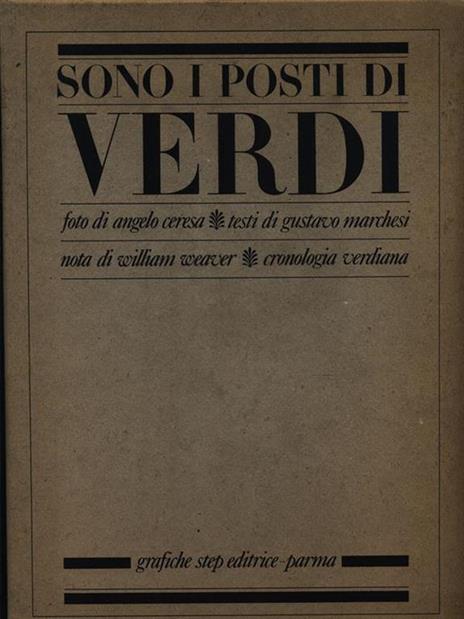 SONO I POSTI DI
VERDI
foto di angelo ceresa testi di gustavo marchesi
nota di william weaver cronologia verdiana
grafiche step editrice-parma